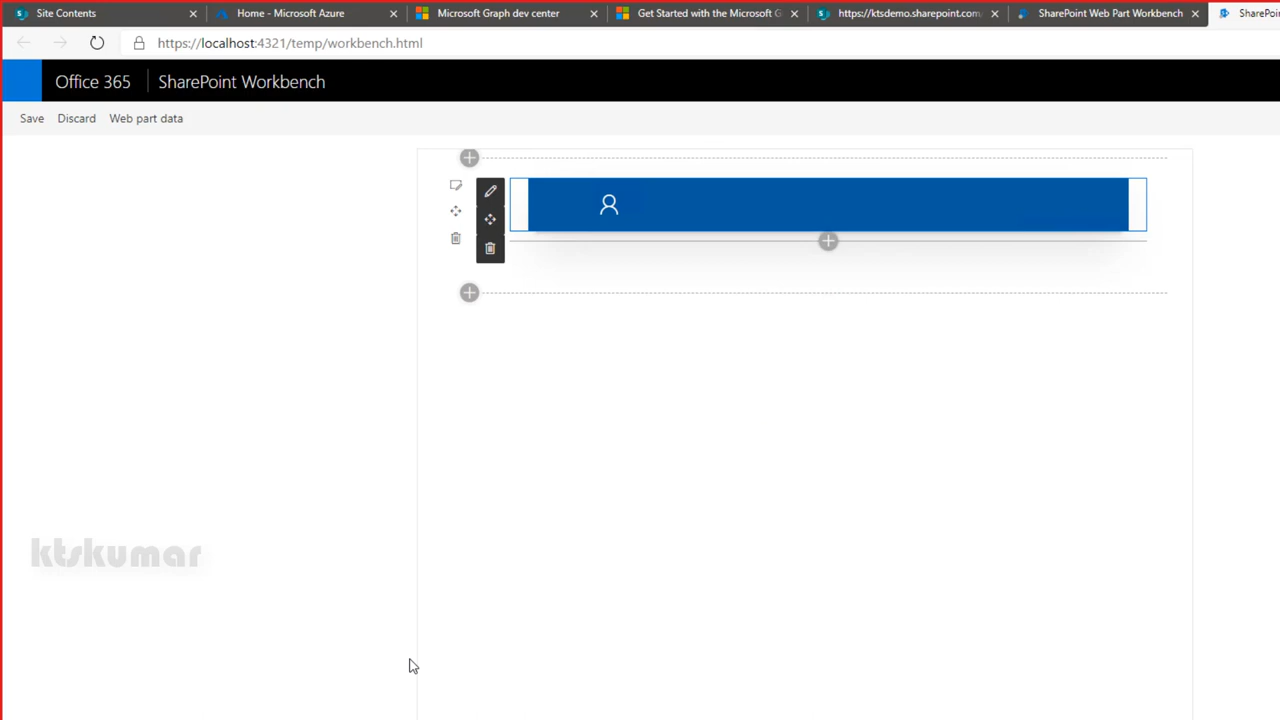 Site Contents
Home - Microsoft Azure
Microsoft Graph dev center
Get Started with the Microsoft G
https://ktsdemo.sharepoint.com/
SharePoint Web Part Workbench
SharePoi
https://localhost:4321/temp/workbench.html
Office 365
SharePoint Workbench
Save
Discard
Web part data
ktskumar